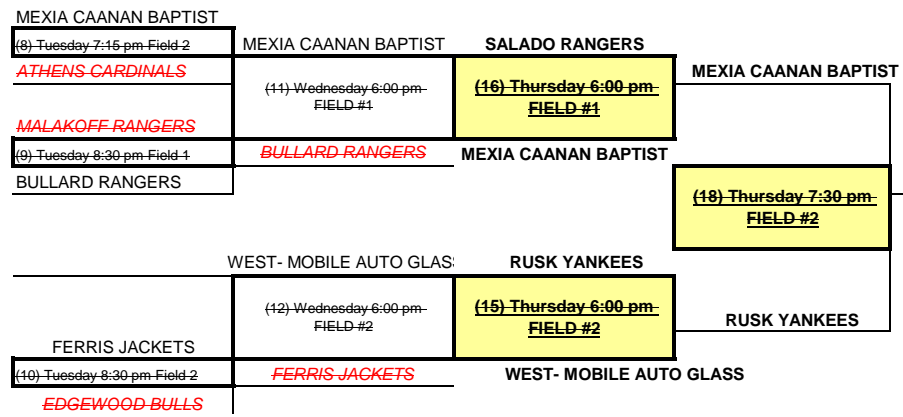 MEXIA CAANAN BAPTIST
(8) Tuesday 7:15 pm Field 2
MEXIA CAANAN BAPTIST
SALADO RANGERS
ATHENS CARDINALS
MEXIA CAANAN BAPTIST
(11) Wednesday 6:00 pm
FIELD #1
(16) Thursday 6:00 pm
FIELD #1
MALAKOFF RANGERS
(9) Tuesday 8:30 pm Field 1
BULLARD RANGERS
MEXIA CAANAN BAPTIST
BULLARD RANGERS
(18) Thursday 7:30 pm
FIELD #2
WEST- MOBILE AUTO GLAS
RUSK YANKEES
(12) Wednesday 6:00 pm
FIELD #2
(15) Thursday 6:00 pm
FIELD #2
RUSK YANKEES
FERRIS JACKETS
(10) Tuesday 8:30 pm Field 2
FERRIS JACKETS
WEST- MOBILE AUTO GLASS
EDGEWOOD BULLS